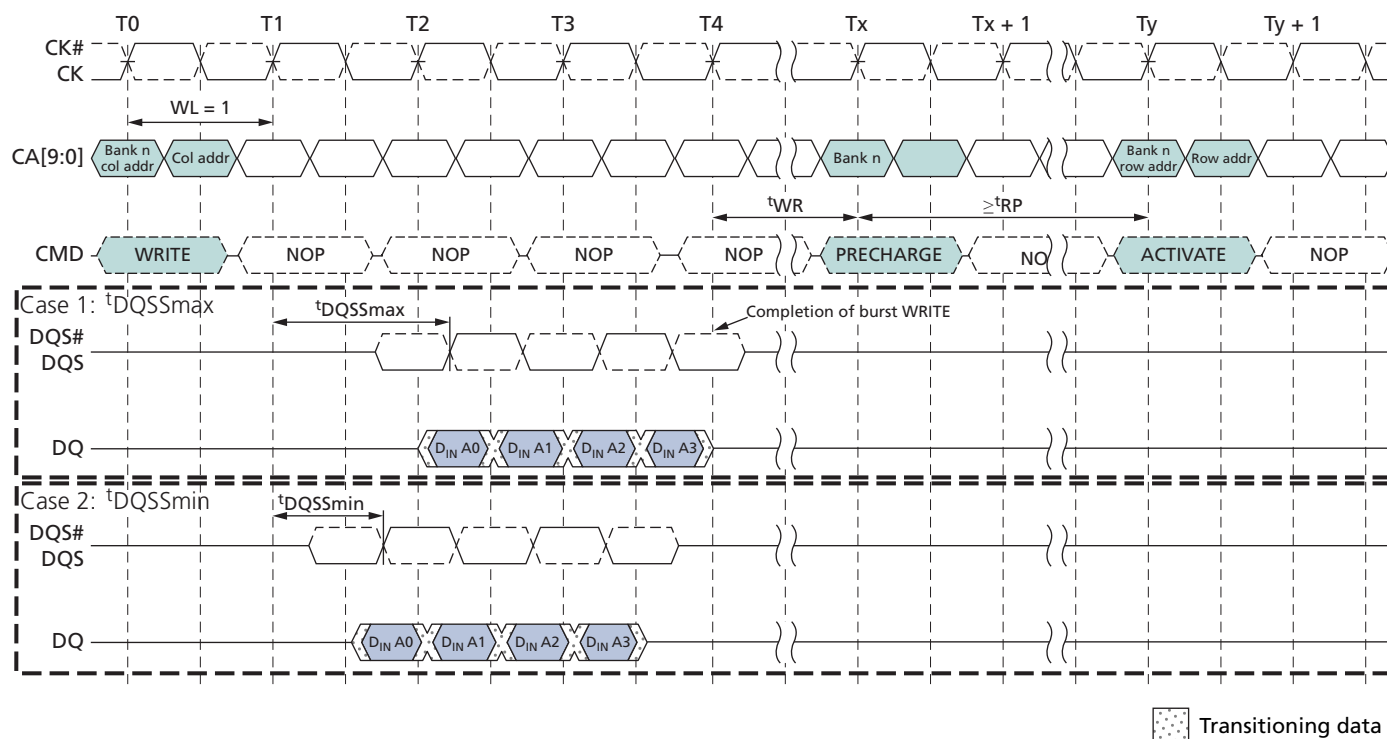 T0 T1 T2 T3 T4 Tx Tx + 1 Ty Ty + 1
CK#
CK
WL = 1
CA[9:0]
Bank n
col addr
Col addr
Bank n
Bank n
row addr
Row addr
tWR
≥tRP
CMD
WRITE NOP NOP NOP NOP PRECHARGE NO ACTIVATE NOP
Case 1: tDQSSmax
tDQSSmax
Completion of burst WRITE
DQS#
DQS
DQ
DIN A0 DIN A1 DIN A2 DIN A3
Case 2: tDQSSmin
tDQSSmin
DQS#
DQS
DQ
DIN A0 DIN A1 DIN A2 DIN A3
Transitioning data